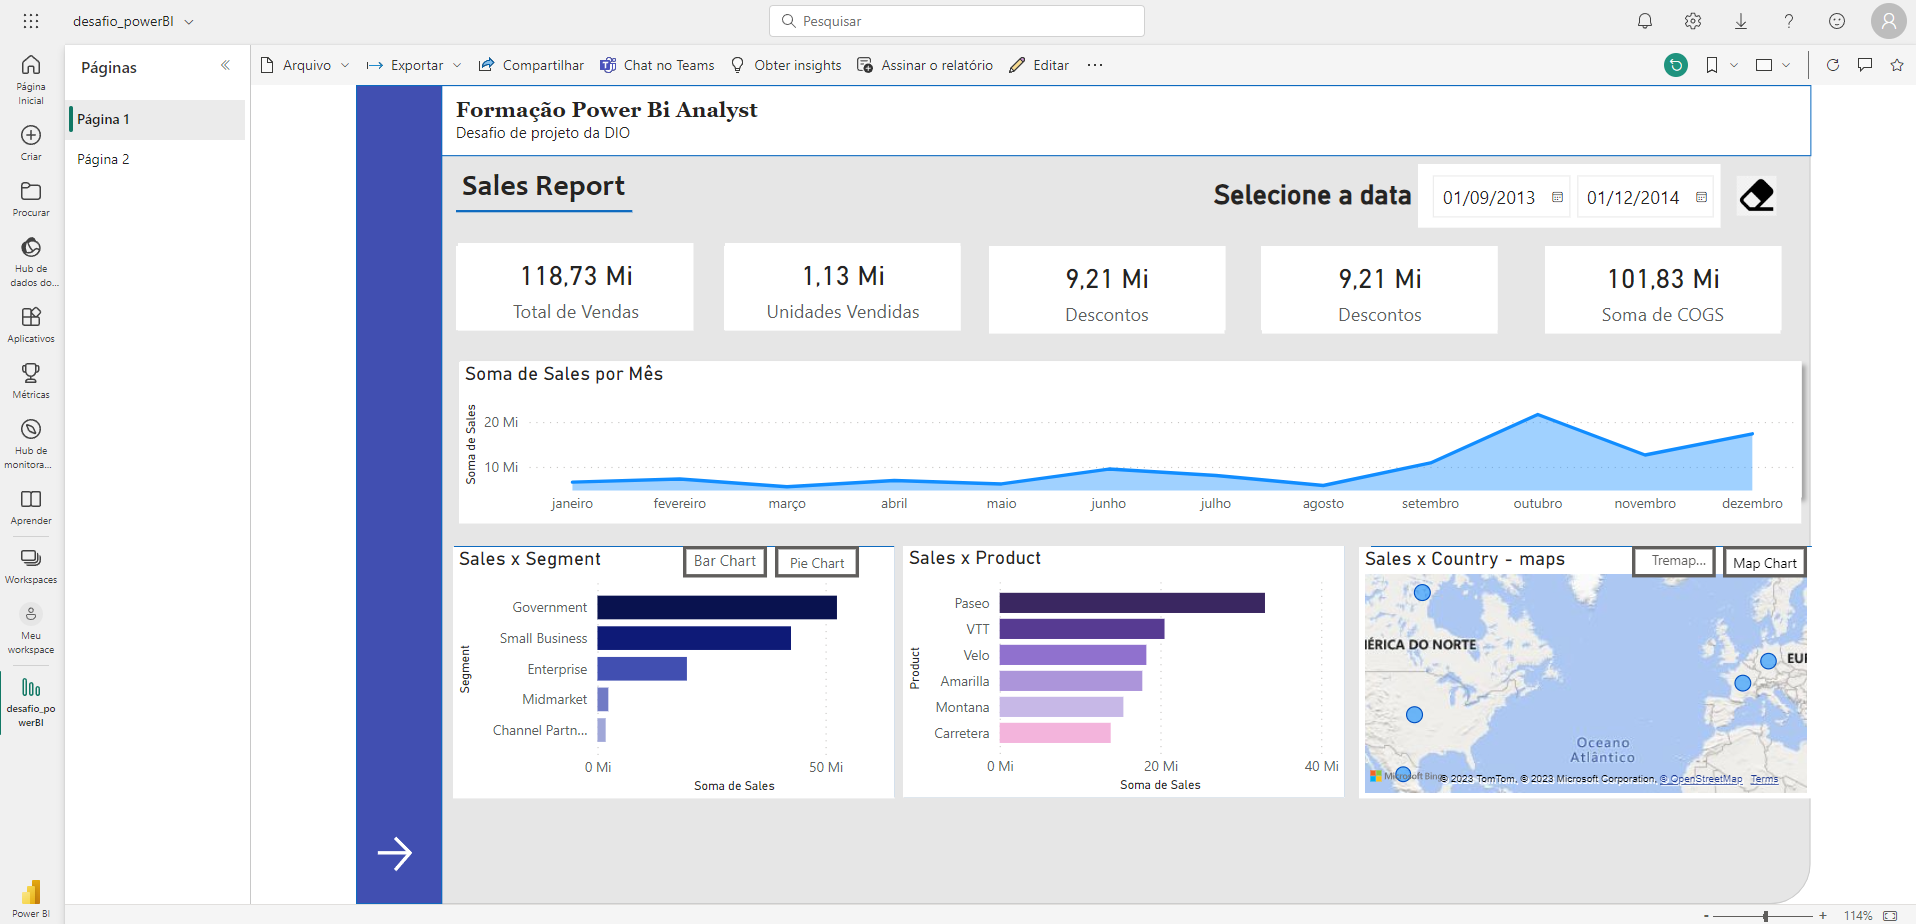 desafio_powerBI
Pesquisar
Página Inicial
Criar
Procurar
Hub de dados do...
Aplicativos
Métricas
Hub de monitora...
Aprender
Workspaces
Meu workspace
desafio_powerBI
Power BI
Páginas
Página 1
Página 2
Arquivo
Exportar
Compartilhar
Chat no Teams
Obter insights
Assinar o relatório
Editar
Formação Power Bi Analyst
Desafio de projeto da DIO
Sales Report
Selecione a data
01/09/2013
01/12/2014
118,73 Mi
Total de Vendas
1,13 Mi
Unidades Vendidas
9,21 Mi
Descontos
9,21 Mi
Descontos
101,83 Mi
Soma de COGS
Soma de Sales por Mês
Soma de Sales
20 Mi
10 Mi
janeiro
fevereiro
março
abril
maio
junho
julho
agosto
setembro
outubro
novembro
dezembro
Sales x Segment
Bar Chart
Pie Chart
Segment
Government
Small Business
Enterprise
Midmarket
Channel Partn...
0 Mi
50 Mi
Soma de Sales
Sales x Product
Product
Paseo
VTT
Velo
Amarilla
Montana
Carretera
0 Mi
20 Mi
40 Mi
Soma de Sales
Sales x Country - maps
Tremap...
Map Chart
MÉRICA DO NORTE
EUR
Oceano
Atlântico
Microsoft Bing
© 2023 TomTom, © 2023 Microsoft Corporation, © OpenStreetMap Terms
- + 114%